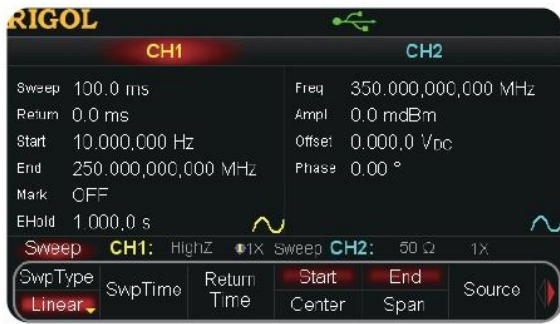 RIGOL
CH1 CH2
Sweep 100.0 ms
Return 0.0 ms
Start 10.000,000 Hz
End 250.000,000,000 MHz
Mark OFF
EHold 1.000,0 s
Freq 350.000,000,000 MHz
Ampl 0.0 mdBm
Offset 0.000,0 VDC
Phase 0.00 °
Sweep CH1: HighZ 1X Sweep CH2: 50 Ω 1X
SwpType
Linear
SwpTime
Return
Time
Start
Center
End
Span
Source